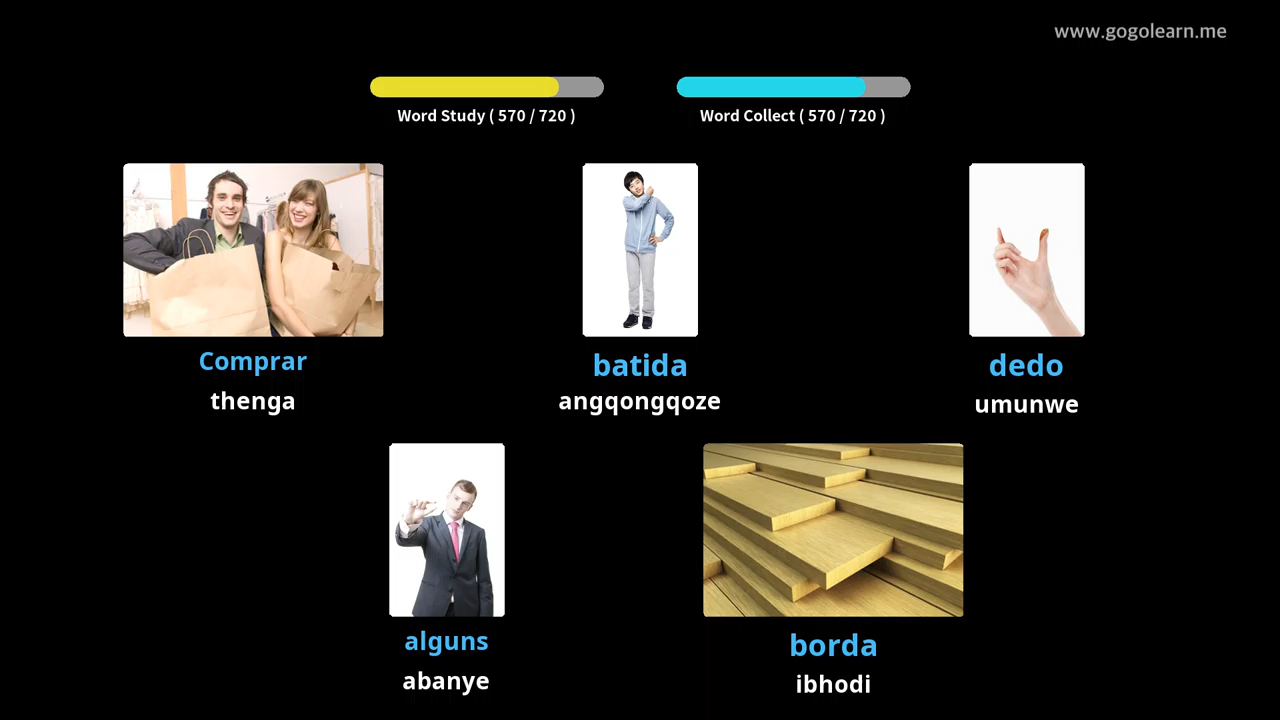 www.gogolearn.me
Word Study ( 570 / 720 )
Word Collect ( 570 / 720 )
Comprar
thenga
batida
angqongqoze
dedo
umunwe
alguns
abanye
borda
ibhodi